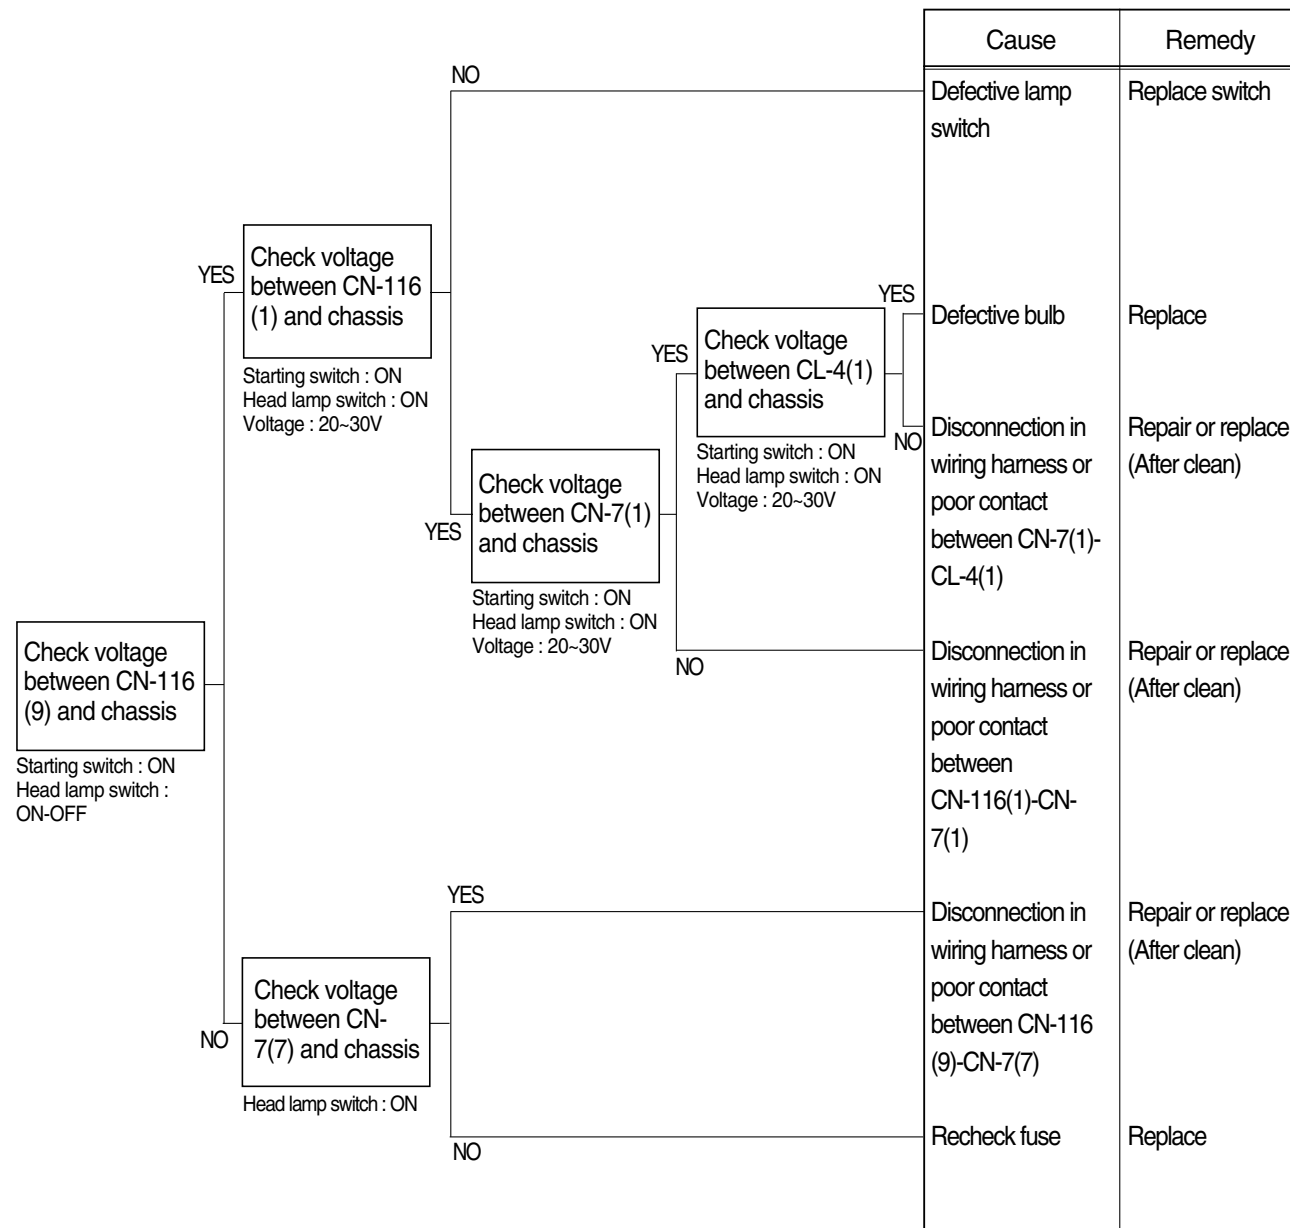 Cause
Remedy
NO
Defective lamp
switch
Replace switch
YES
Check voltage
between CN-116
(1) and chassis
Starting switch : ON
Head lamp switch : ON
Voltage : 20~30V
YES
Defective bulb
Replace
YES
Check voltage
between CL-4(1)
and chassis
Starting switch : ON
Head lamp switch : ON
Voltage : 20~30V
NO
Disconnection in
wiring harness or
poor contact
between CN-7(1)-
CL-4(1)
Repair or replace
(After clean)
YES
Check voltage
between CN-7(1)
and chassis
Starting switch : ON
Head lamp switch : ON
Voltage : 20~30V
NO
Disconnection in
wiring harness or
poor contact
between
CN-116(1)-CN-
7(1)
Repair or replace
(After clean)
Check voltage
between CN-116
(9) and chassis
Starting switch : ON
Head lamp switch :
ON-OFF
YES
Disconnection in
wiring harness or
poor contact
between CN-116
(9)-CN-7(7)
Repair or replace
(After clean)
NO
Check voltage
between CN-
7(7) and chassis
Head lamp switch : ON
NO
Recheck fuse
Replace